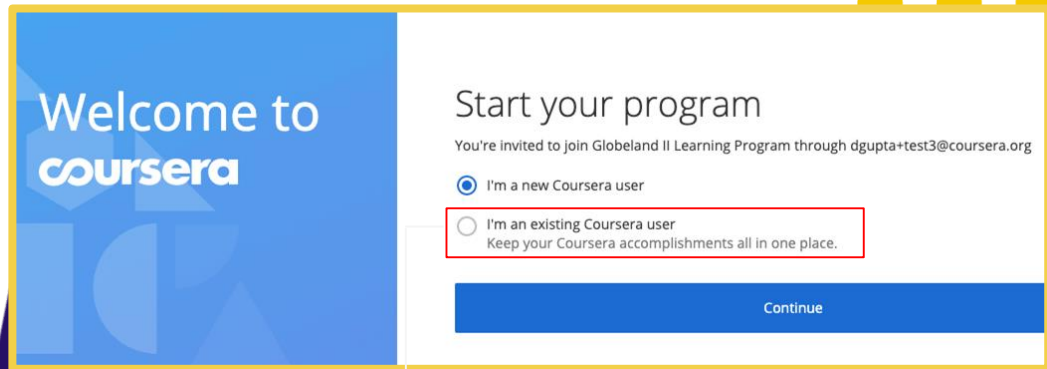 Welcome to
coursera
Start your program
You're invited to join Globeland II Learning Program through dgupta+test3@coursera.org
I'm a new Coursera user
I'm an existing Coursera user
Keep your Coursera accomplishments all in one place.
Continue